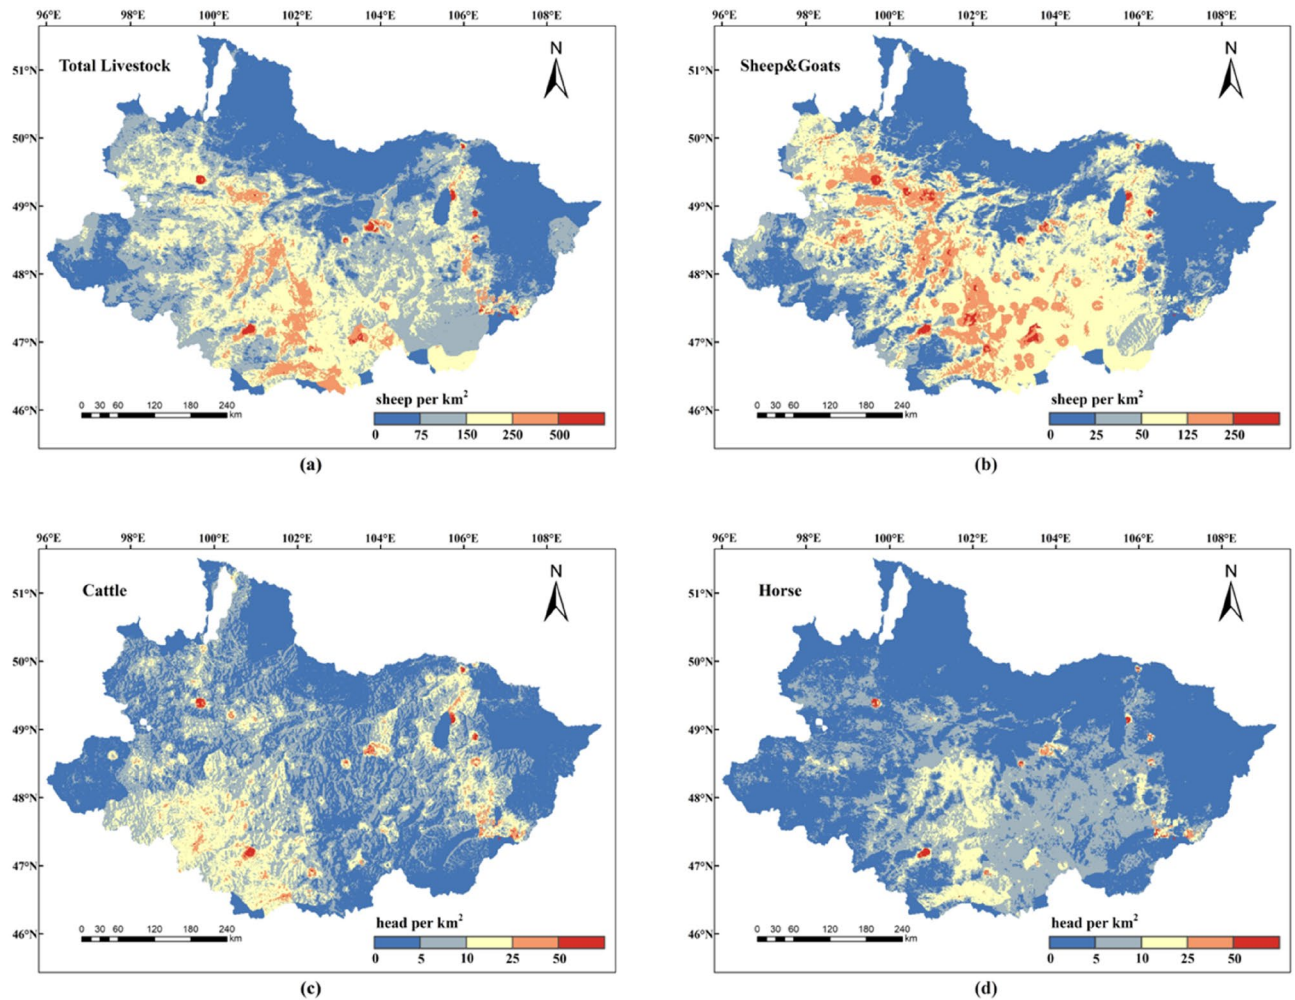 96°E 98°E 100°E 102°E 104°E 106°E 108°E
51°N
50°N
49°N
48°N
47°N
46°N
Total Livestock
N
0 30 60 120 180 240
km
sheep per km²
0 75 150 250 500
(a)
96°E 98°E 100°E 102°E 104°E 106°E 108°E
51°N
50°N
49°N
48°N
47°N
46°N
Sheep&Goats
N
0 30 60 120 180 240
km
sheep per km²
0 25 50 125 250
(b)
96°E 98°E 100°E 102°E 104°E 106°E 108°E
51°N
50°N
49°N
48°N
47°N
46°N
Cattle
N
0 30 60 120 180 240
km
head per km²
0 5 10 25 50
(c)
96°E 98°E 100°E 102°E 104°E 106°E 108°E
51°N
50°N
49°N
48°N
47°N
46°N
Horse
N
0 30 60 120 180 240
km
head per km²
0 5 10 25 50
(d)